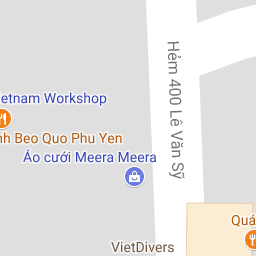 Hẻm 400 Lê Văn Sỹ
etnam Workshop
nh Beo Quo Phu Yen
Áo cưới Meera Meera
Quá
VietDivers